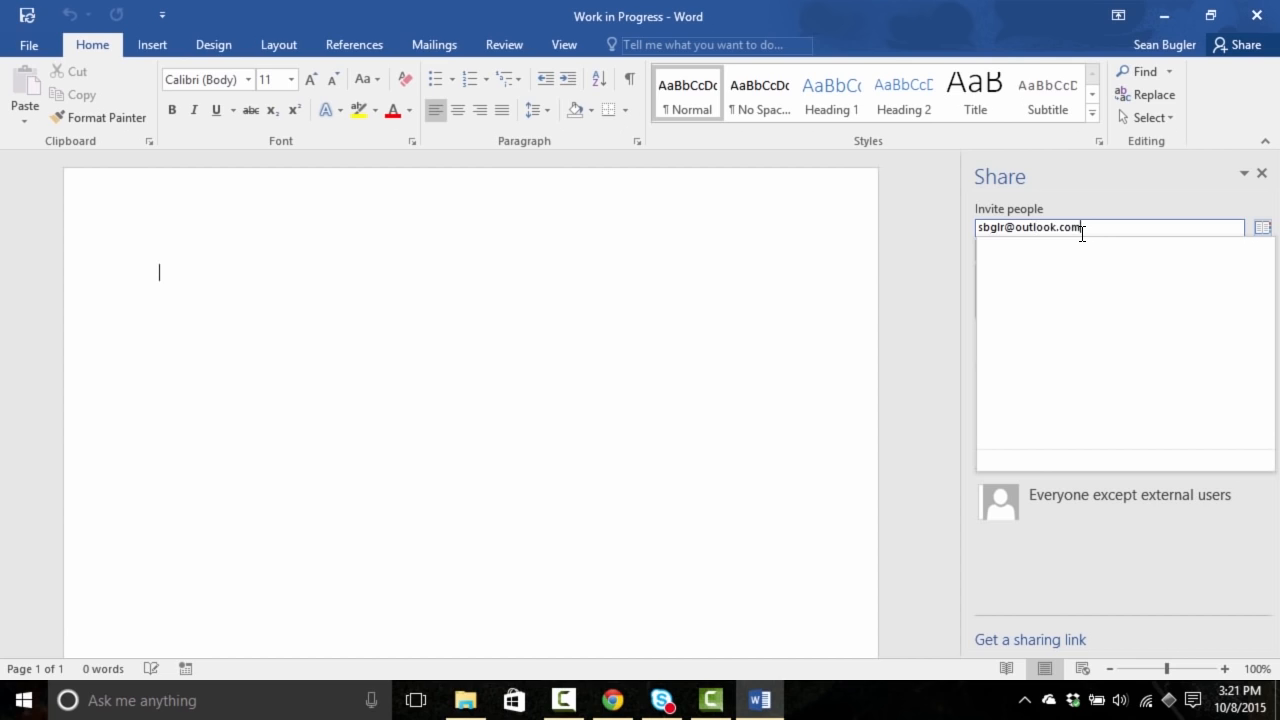 Work in Progress - Word
File Home Insert Design Layout References Mailings Review View Tell me what you want to do... Sean Bugler Share
Paste
Cut
Copy
Format Painter
Clipboard
Calibri (Body) 11 Aa
B I U abc X₂ X² A A
Font
Paragraph
AaBbCcDc AaBbCcDc AaBbCc AaBbCcD AaB AaBbCcD
¶ Normal ¶ No Spac... Heading 1 Heading 2 Title Subtitle
Styles
Find
Replace
Select
Editing
Share
Invite people
sbglr@outlook.com
Everyone except external users
Get a sharing link
Page 1 of 1 0 words 100%
Ask me anything
3:21 PM
10/8/2015